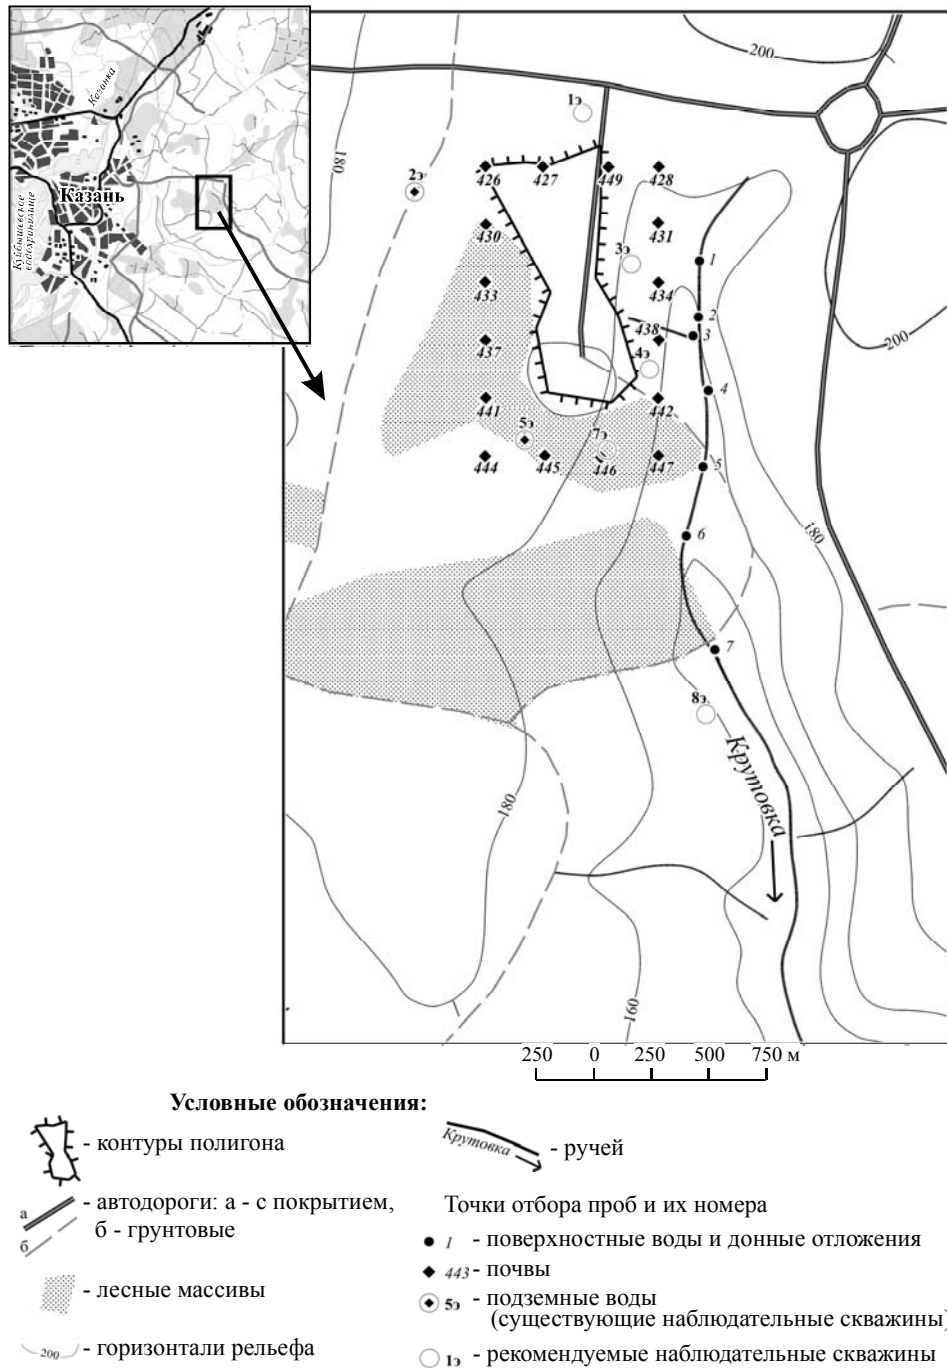 Казанка
Казань
Куйбышевское
водохранилище
200
180
1э
2э
426
427
449
428
430
431
3э
1
433
434
2
438
3
200
437
4э
4
441
442
5э
7э
444
445
446
447
5
6
180
7
8э
Крутовка
180
160
250 0 250 500 750 м
Условные обозначения:
- контуры полигона
Крутовка
- ручей
а
б
- автодороги: а - с покрытием,
б - грунтовые
- лесные массивы
200
- горизонтали рельефа
Точки отбора проб и их номера
1 - поверхностные воды и донные отложения
443 - почвы
5э - подземные воды
(существующие наблюдательные скважины)
1э - рекомендуемые наблюдательные скважины